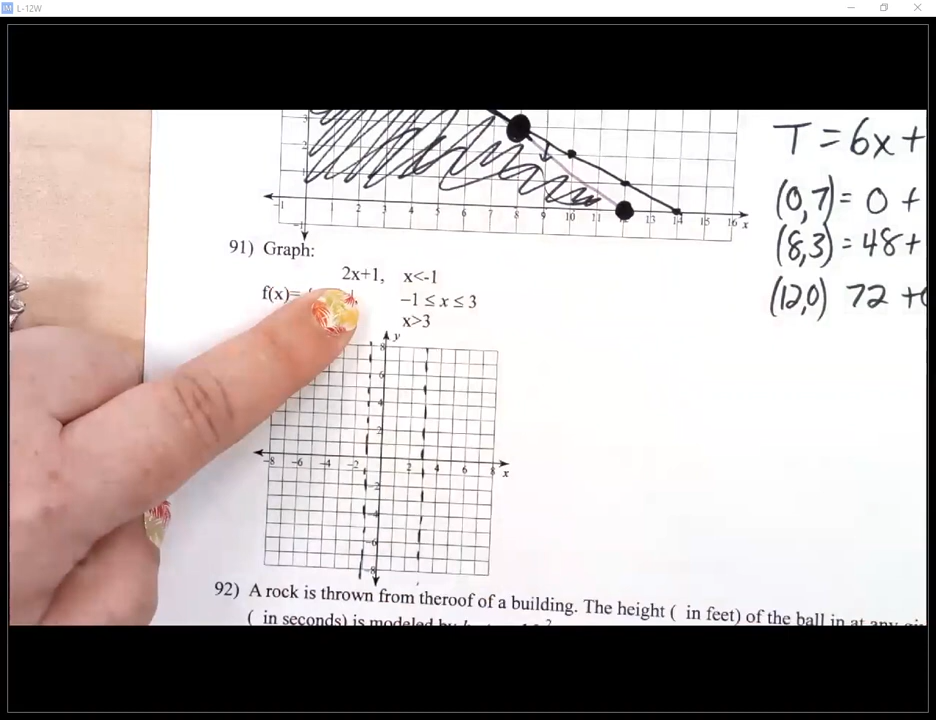 L-12W
3
2
-1 1 2 3 4 5 6 7 8 9 10 11 13 14 15 16 x
T = 6x +
(0,7) = 0 +
(8,3) = 48 +
(12,0) 72 +
91) Graph:
2x+1, x<-1
f(x)=
−1 ≤ x ≤ 3
x>3
y
8
6
4
2
-8 -6 -4 -2 2 4 6 8 x
-2
-4
-6
-8
92) A rock is thrown from theroof of a building. The height ( in feet) of the ball in at any
( in seconds) is modeled by